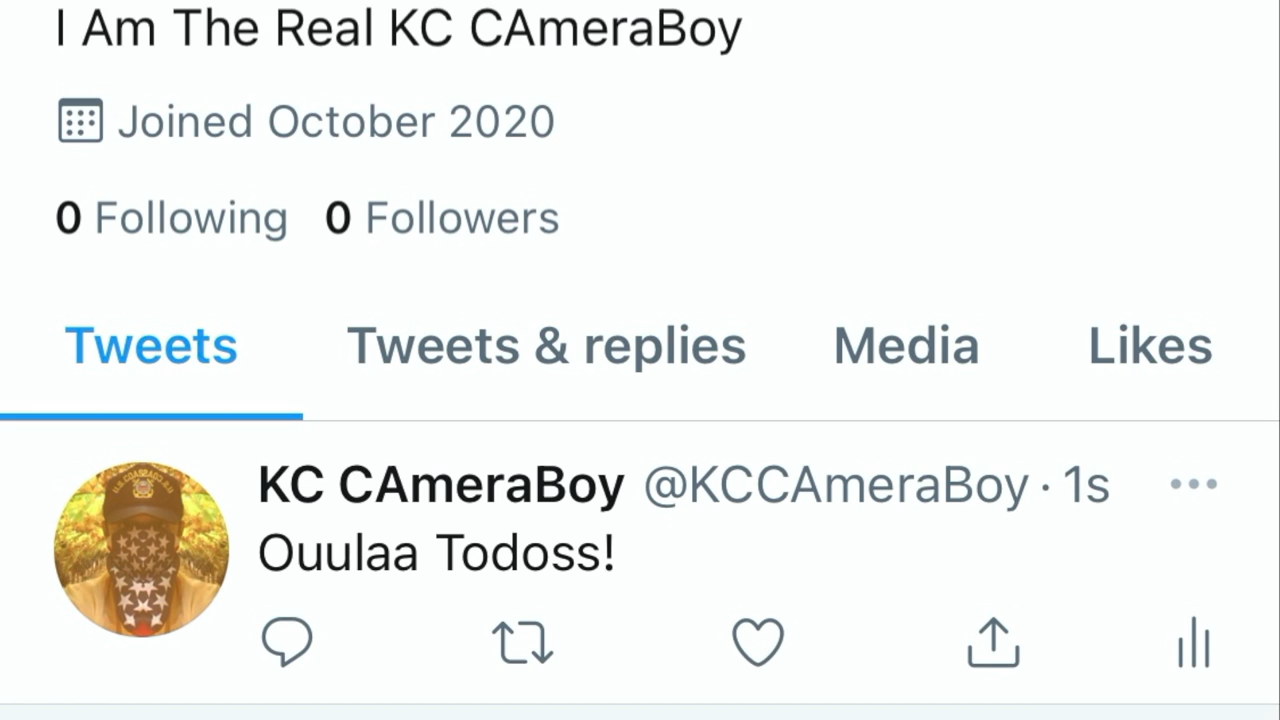 I Am The Real KC CAmeraBoy
Joined October 2020
0 Following 0 Followers
Tweets Tweets & replies Media Likes
KC CAmeraBoy @KCCAmeraBoy · 1s
Ouulaa Todoss!